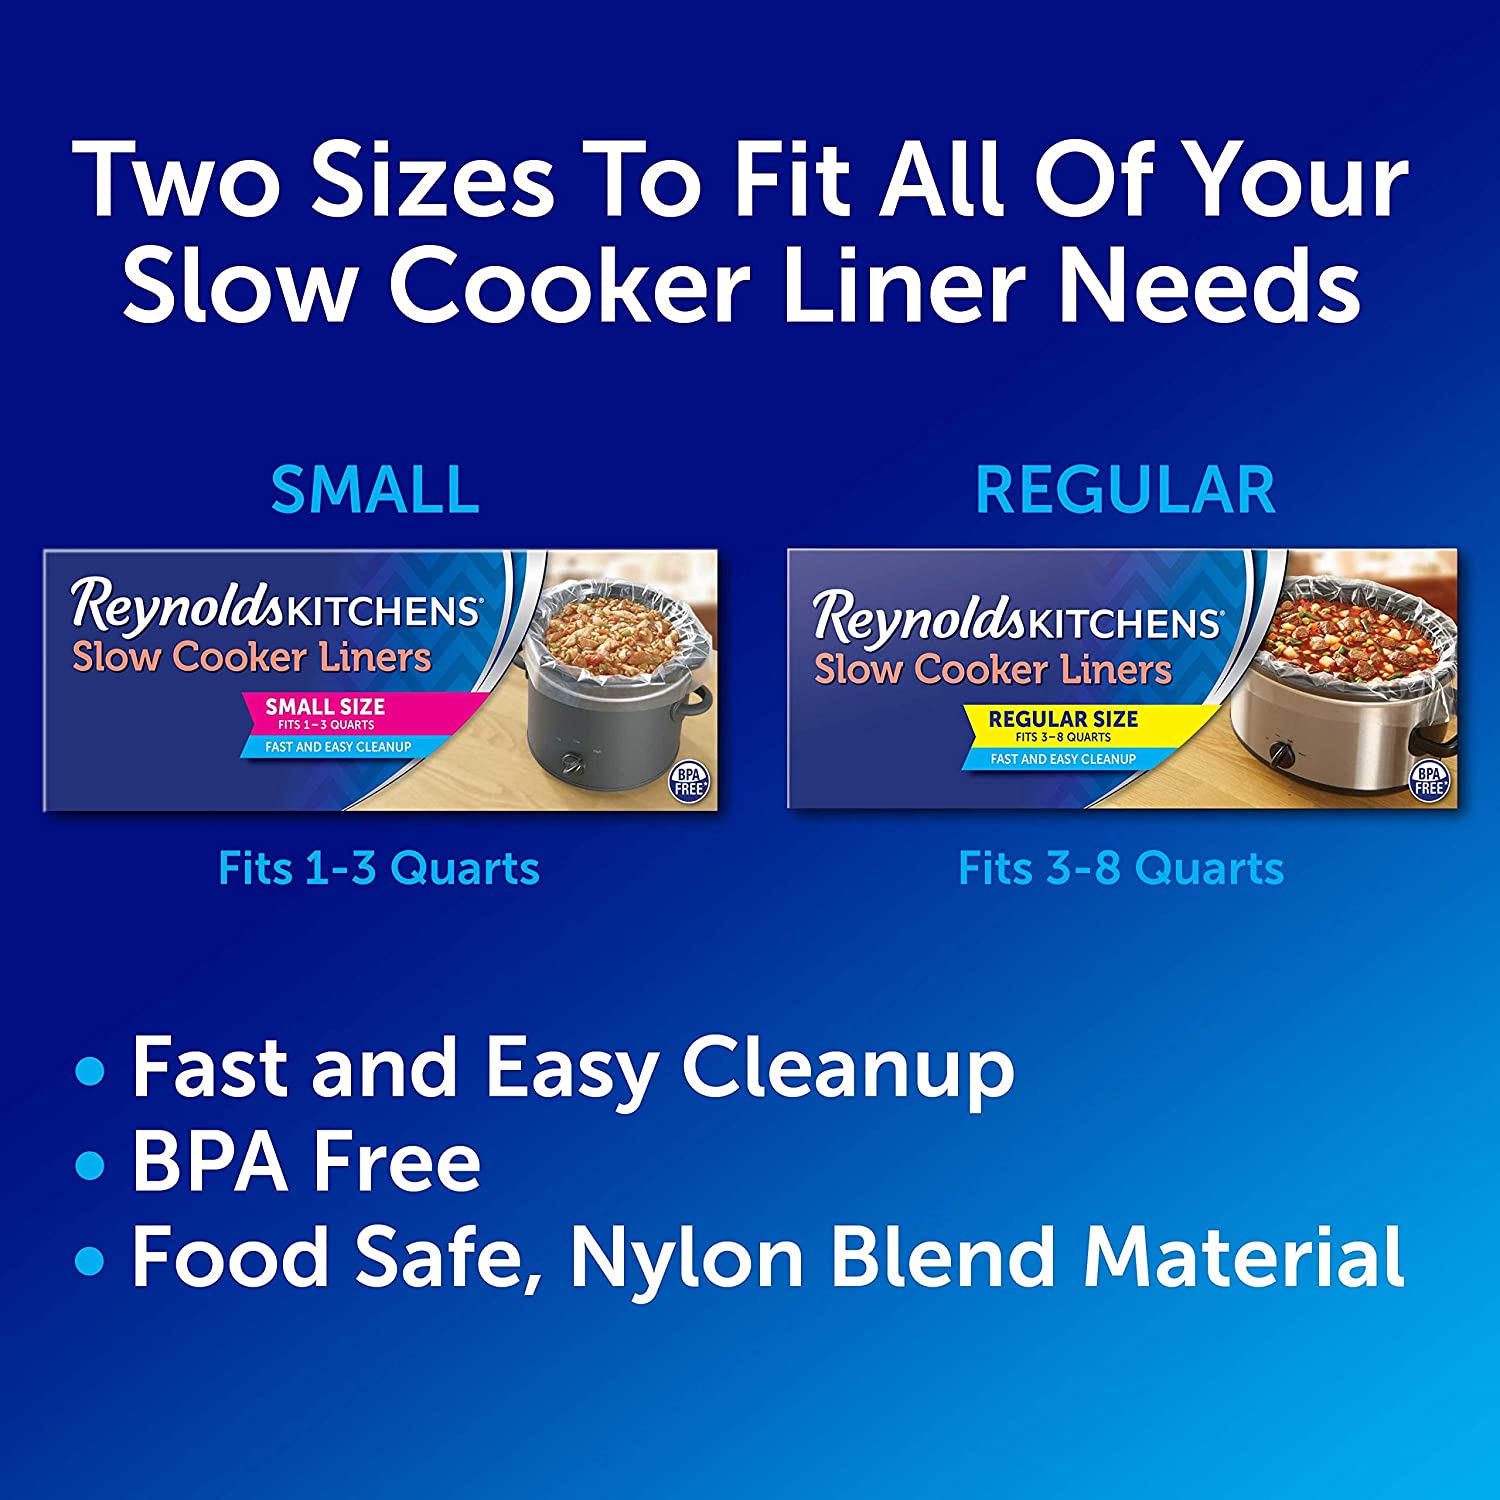 Two Sizes To Fit All Of Your
Slow Cooker Liner Needs
SMALL
ReynoldsKITCHENS®
Slow Cooker Liners
SMALL SIZE
FITS 1–3 QUARTS
FAST AND EASY CLEANUP
BPA
FREE*
Fits 1-3 Quarts
REGULAR
ReynoldsKITCHENS®
Slow Cooker Liners
REGULAR SIZE
FITS 3–8 QUARTS
FAST AND EASY CLEANUP
BPA
FREE*
Fits 3-8 Quarts
• Fast and Easy Cleanup
• BPA Free
• Food Safe, Nylon Blend Material